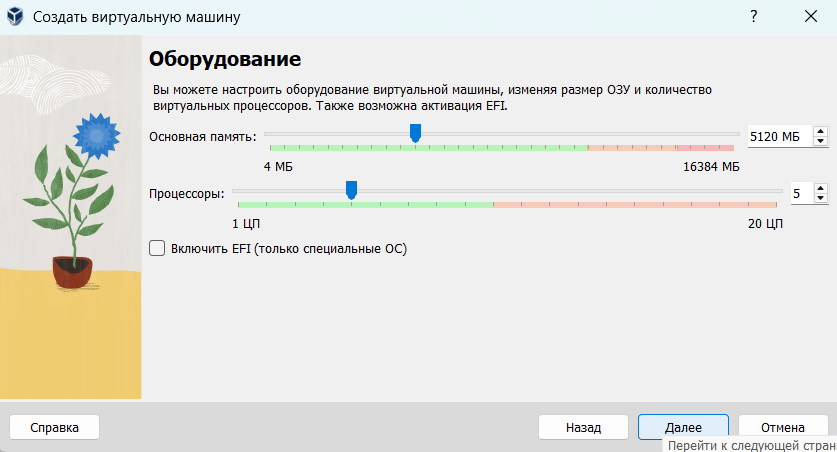 Создать виртуальную машину
?
Оборудование
Вы можете настроить оборудование виртуальной машины, изменяя размер ОЗУ и количество
виртуальных процессоров. Также возможна активация EFI.
Основная память:
5120 МБ
4 МБ
16384 МБ
Процессоры:
5
1 ЦП
20 ЦП
Включить EFI (только специальные ОС)
Справка
Назад
Далее
Отмена
Перейти к следующей стран